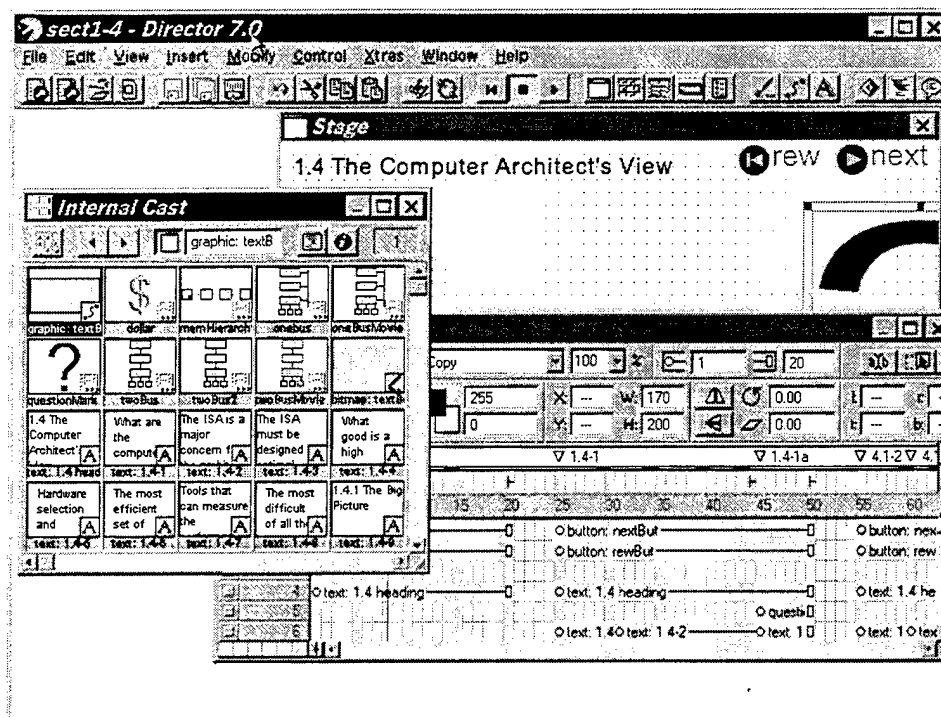 sect1-4 - Director 7.0
File Edit View Insert Modify Control Xtras Window Help
Stage
1.4 The Computer Architect's View
rew next
Internal Cast
graphic: textB
1
graphic: textB dollar memHierarch onebus oneBusMovie
questionMark twoBus twoBus2 twoBusMovie bitmap: textB
1.4 The
Computer
Architect'
text: 1.4 head
What are
the
comput
text: 1.4-1
The ISA is a
major
concern f
text: 1.4-2
The ISA
must be
designed
text: 1.4-3
What
good is a
high
text: 1.4-4
Hardware
selection
and
text: 1.4-5
The most
efficient
set of
text: 1.4-6
Tools that
can measure
the
text: 1.4-7
The most
difficult
of all th
text: 1.4-8
1.4.1 The Big
Picture
text: 1.4-9
Copy 100 % 1 20
255 X: --- W: 170 0.00 l: ---
0 Y: --- H: 200 0.00 t: --- b:
1.4-1 1.4-1a 4.1-2 4.1
15 20 25 30 35 40 45 50 55 60
button: nextBut button: nex
button: rewBut button: rew
4 text: 1.4 heading text: 1.4 heading text: 1.4 he
5 questi
6 text: 1.4 text: 1 4-2 text: 1 text: 1 tex